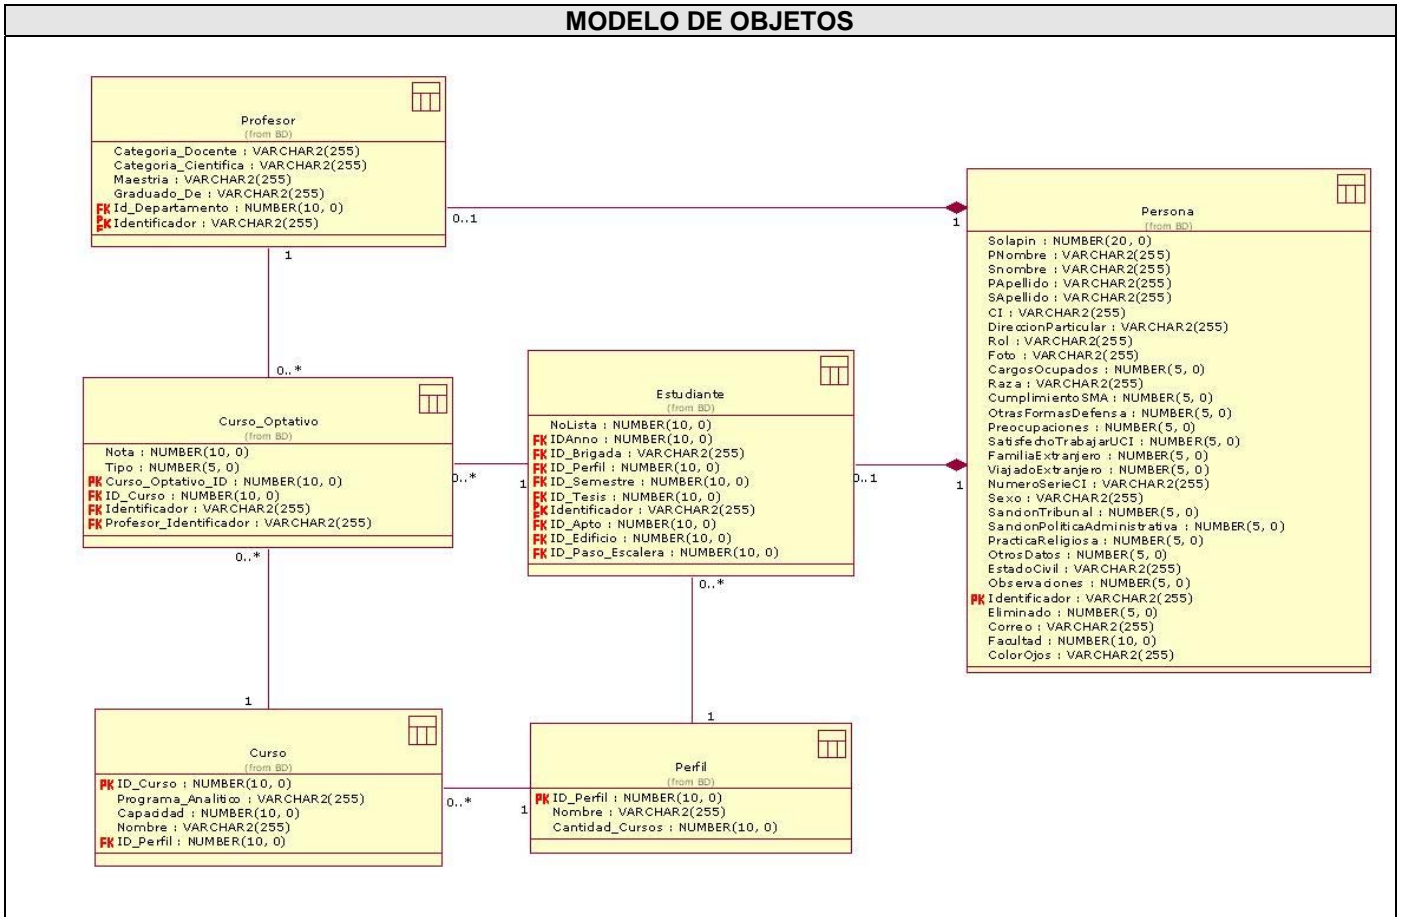 MODELO DE OBJETOS
Profesor
(from BD)
Categoria_Docente : VARCHAR2(255)
Categoria_Cientifica : VARCHAR2(255)
Maestria : VARCHAR2(255)
Graduado_De : VARCHAR2(255)
FK Id_Departamento : NUMBER(10, 0)
Identificador : VARCHAR2(255)
0..1
1
1
0..*
Persona
(from BD)
Solapin : NUMBER(20, 0)
PNombre : VARCHAR2(255)
Snombre : VARCHAR2(255)
PApellido : VARCHAR2(255)
SApellido : VARCHAR2(255)
CI : VARCHAR2(255)
DireccionParticular : VARCHAR2(255)
Rol : VARCHAR2(255)
Foto : VARCHAR2(255)
CargosOcupados : NUMBER(5, 0)
Raza : VARCHAR2(255)
CumplimientoSMA : NUMBER(5, 0)
OtrasFormasDefensa : NUMBER(5, 0)
Preocupaciones : NUMBER(5, 0)
SatisfechoTrabajarUCI : NUMBER(5, 0)
FamiliaExtranjero : NUMBER(5, 0)
ViajadoExtranjero : NUMBER(5, 0)
NumeroSerieCI : VARCHAR2(255)
Sexo : VARCHAR2(255)
SancionTribunal : NUMBER(5, 0)
SancionPoliticaAdministrativa : NUMBER(5, 0)
PracticaReligiosa : NUMBER(5, 0)
OtrosDatos : NUMBER(5, 0)
EstadoCivil : VARCHAR2(255)
Observaciones : NUMBER(5, 0)
PK Identificador : VARCHAR2(255)
Eliminado : NUMBER(5, 0)
Correo : VARCHAR2(255)
Facultad : NUMBER(10, 0)
ColorOjos : VARCHAR2(255)
Curso_Optativo
(from BD)
Nota : NUMBER(10, 0)
Tipo : NUMBER(5, 0)
PK Curso_Optativo_ID : NUMBER(10, 0)
FK ID_Curso : NUMBER(10, 0)
FK Identificador : VARCHAR2(255)
FK Profesor_Identificador : VARCHAR2(255)
0..*
1
0..*
1
Estudiante
(from BD)
NoLista : NUMBER(10, 0)
FK IDAnno : NUMBER(10, 0)
FK ID_Brigada : VARCHAR2(255)
FK ID_Perfil : NUMBER(10, 0)
FK ID_Semestre : NUMBER(10, 0)
FK ID_Tesis : NUMBER(10, 0)
Identificador : VARCHAR2(255)
FK ID_Apto : NUMBER(10, 0)
FK ID_Edificio : NUMBER(10, 0)
FK ID_Paso_Escalera : NUMBER(10, 0)
0..1
1
0..*
1
Curso
(from BD)
PK ID_Curso : NUMBER(10, 0)
Programa_Analitico : VARCHAR2(255)
Capacidad : NUMBER(10, 0)
Nombre : VARCHAR2(255)
FK ID_Perfil : NUMBER(10, 0)
0..*
1
Perfil
(from BD)
PK ID_Perfil : NUMBER(10, 0)
Nombre : VARCHAR2(255)
Cantidad_Cursos : NUMBER(10, 0)